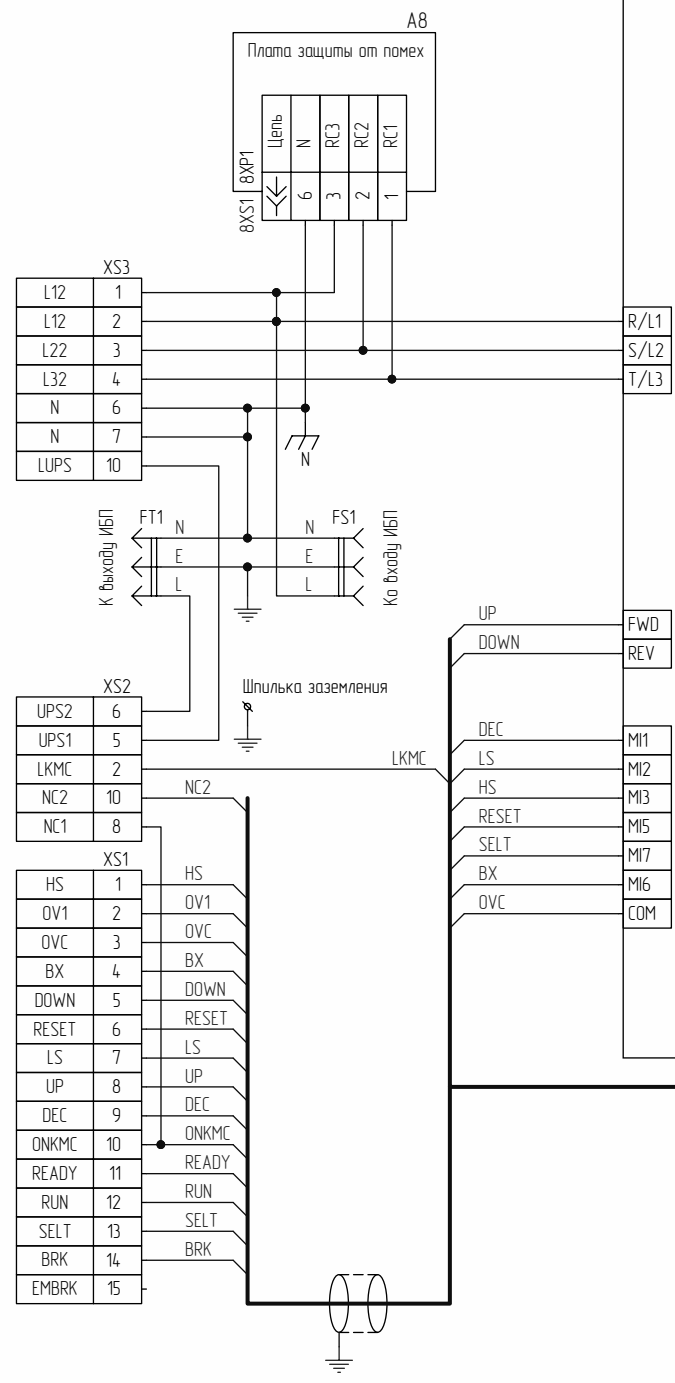 A8
Плата защиты от помех
Цепь N RC3 RC2 RC1
8XP1
8XS1
6 3 2 1
XS3
L12 1
L12 2
L22 3
L32 4
N 6
N 7
LUPS 10
R/L1
S/L2
T/L3
N
К выходу ИБП
FT1
N
E
L
FS1
N
E
L
Ко входу ИБП
UP FWD
DOWN REV
XS2
UPS2 6
UPS1 5
LKMC 2
NC2 10
NC1 8
Шпилька заземления
LKMC
NC2
DEC MI1
LS MI2
HS MI3
RESET MI5
SELT MI7
BX MI6
OVC COM
XS1
HS 1 HS
OV1 2 OV1
OVC 3 OVC
BX 4 BX
DOWN 5 DOWN
RESET 6 RESET
LS 7 LS
UP 8 UP
DEC 9 DEC
ONKMC 10 ONKMC
READY 11 READY
RUN 12 RUN
SELT 13 SELT
BRK 14 BRK
EMBRK 15